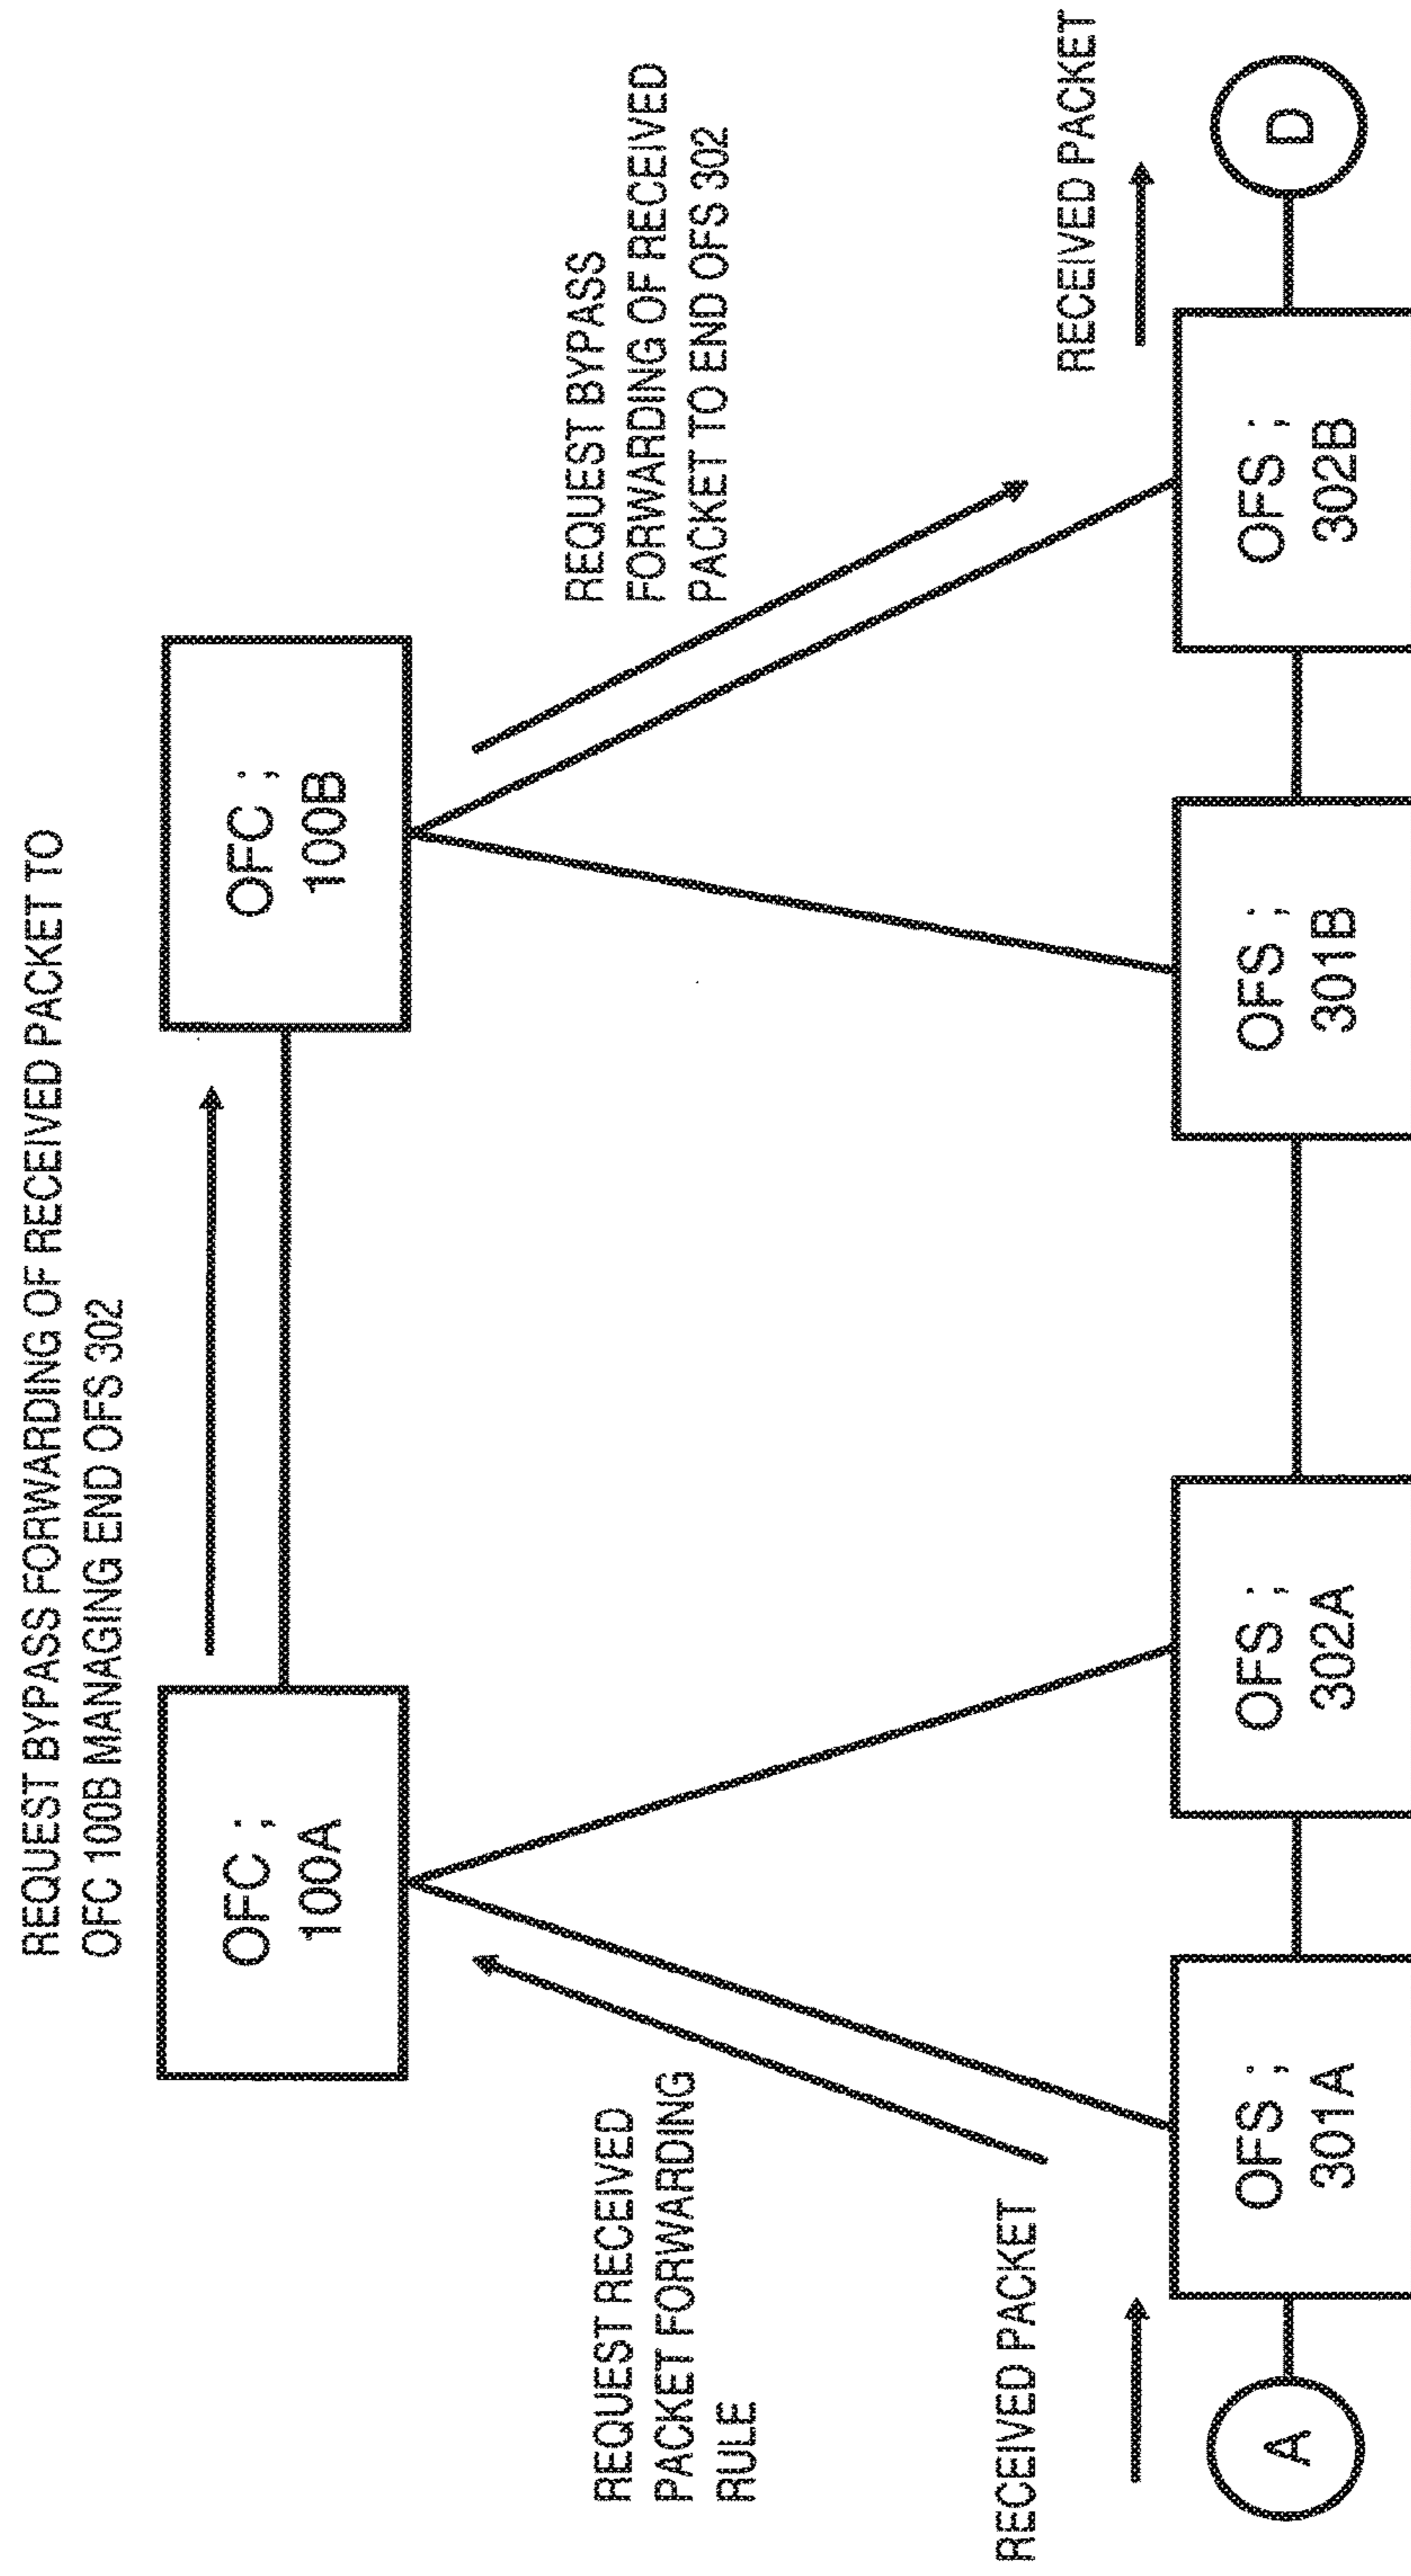 REQUEST BYPASS FORWARDING OF RECEIVED PACKET TO
OFC 100B MANAGING END OFS 302
OFC ;
100A
OFC ;
100B
REQUEST RECEIVED
PACKET FORWARDING
RULE
REQUEST BYPASS
FORWARDING OF RECEIVED
PACKET TO END OFS 302
RECEIVED PACKET
RECEIVED PACKET
A
OFS ;
301A
OFS ;
302A
OFS ;
301B
OFS ;
302B
D